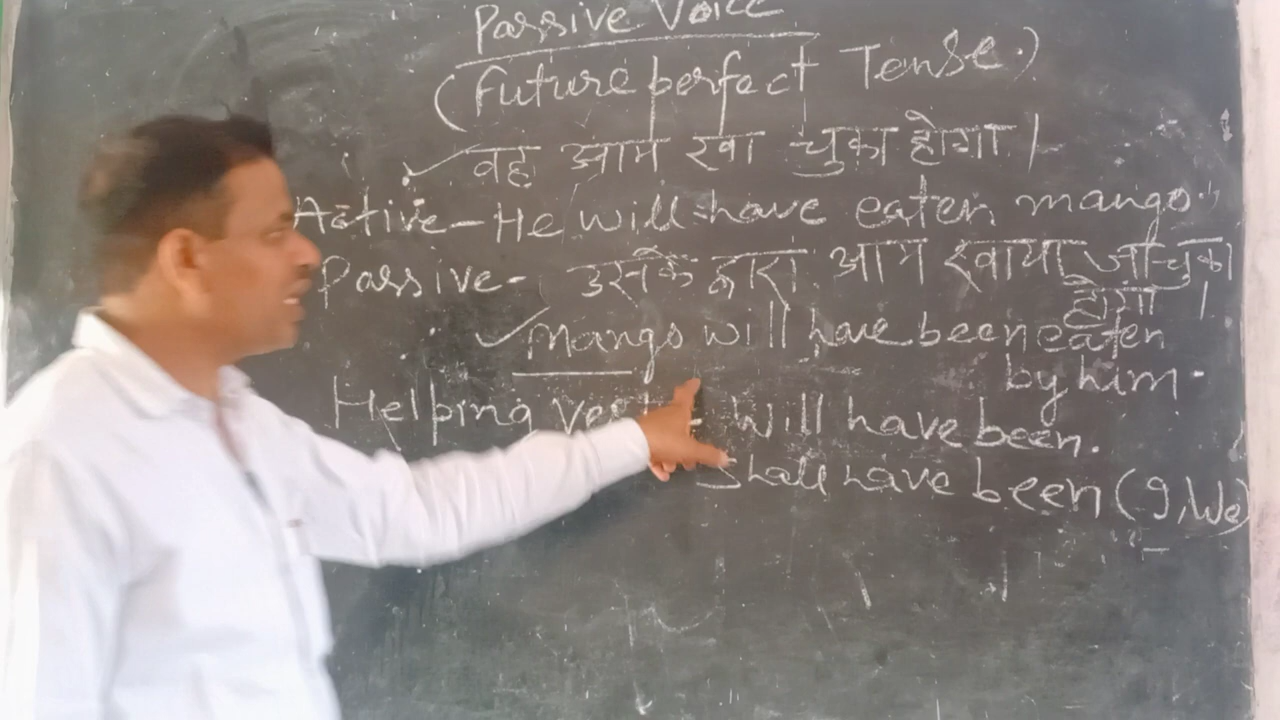 Passive Voice
(Future perfect Tense.)
वह आम खा चुका होगा।
Active - He will have eaten mango.
Passive - उसके द्वारा आम खाया जा चुका
होगा ।
Mango will have been eaten
by him.
Helping verb - Will have been.
Shall have been (I, We)